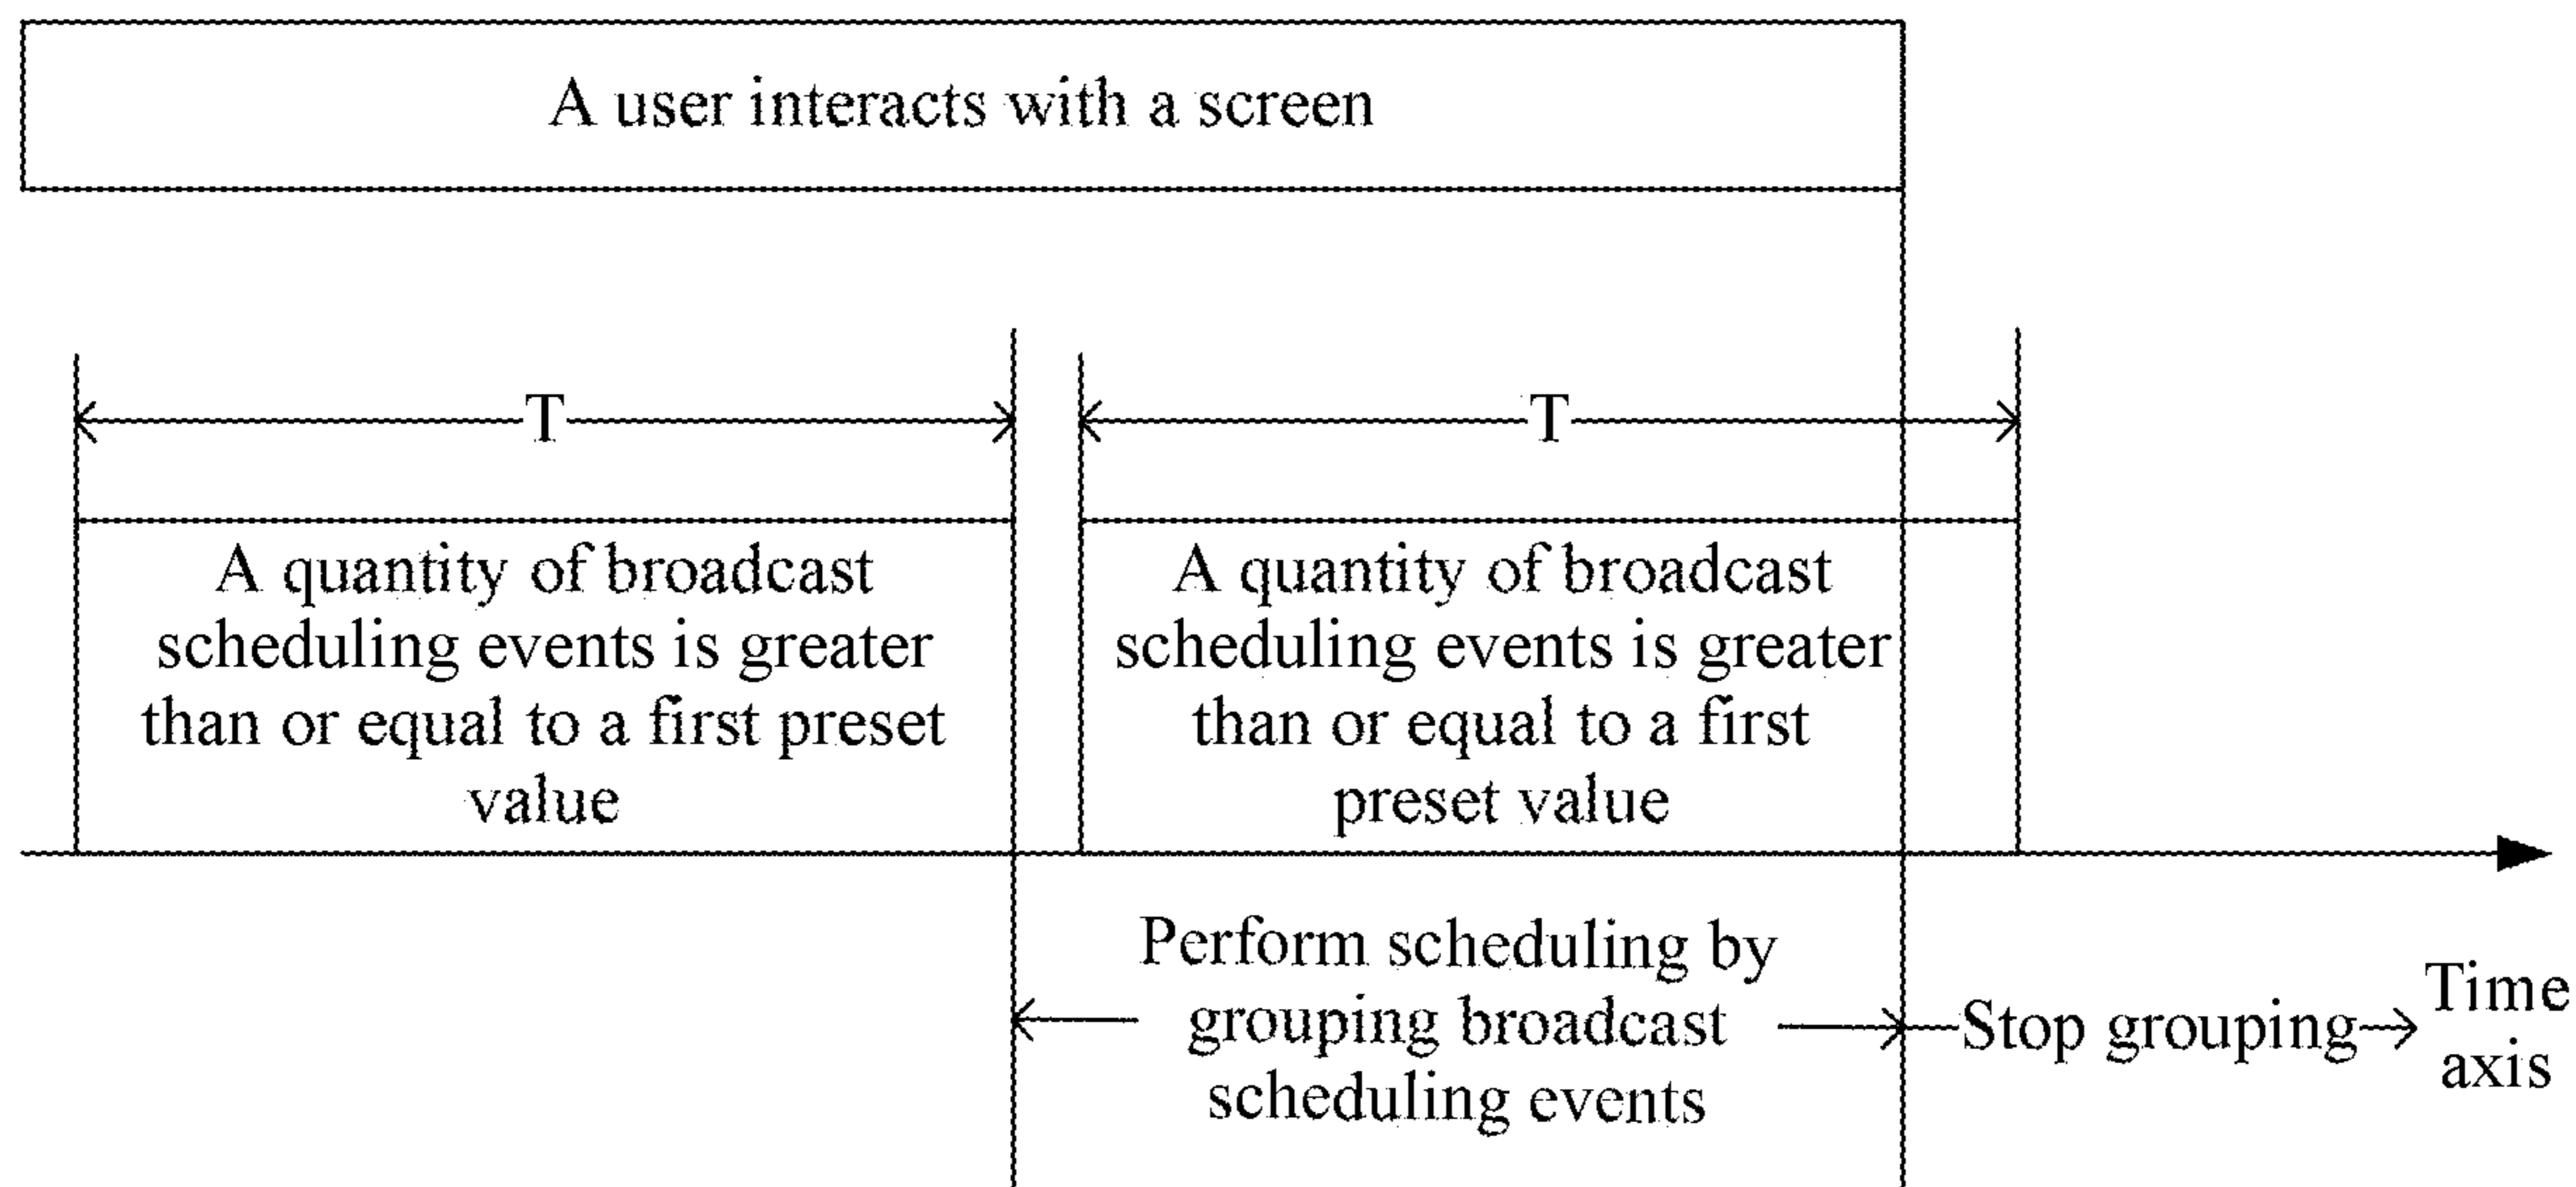 A user interacts with a screen
T
T
A quantity of broadcast
scheduling events is greater
than or equal to a first preset
value
A quantity of broadcast
scheduling events is greater
than or equal to a first
preset value
Perform scheduling by
grouping broadcast
scheduling events
Stop grouping
Time
axis